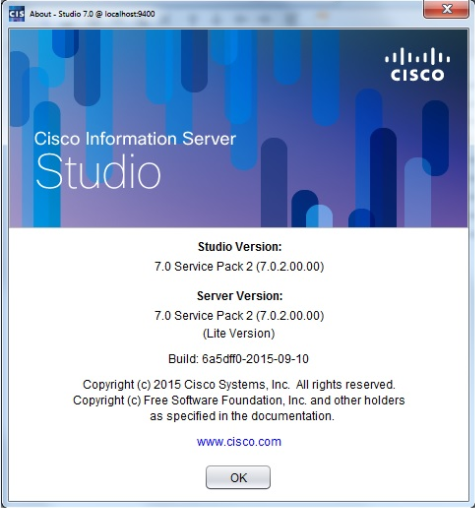 CIS About - Studio 7.0 @ localhost:9400
CISCO
Cisco Information Server
Studio
Studio Version:
7.0 Service Pack 2 (7.0.2.00.00)
Server Version:
7.0 Service Pack 2 (7.0.2.00.00)
(Lite Version)
Build: 6a5dff0-2015-09-10
Copyright (c) 2015 Cisco Systems, Inc. All rights reserved.
Copyright (c) Free Software Foundation, Inc. and other holders
as specified in the documentation.
www.cisco.com
OK